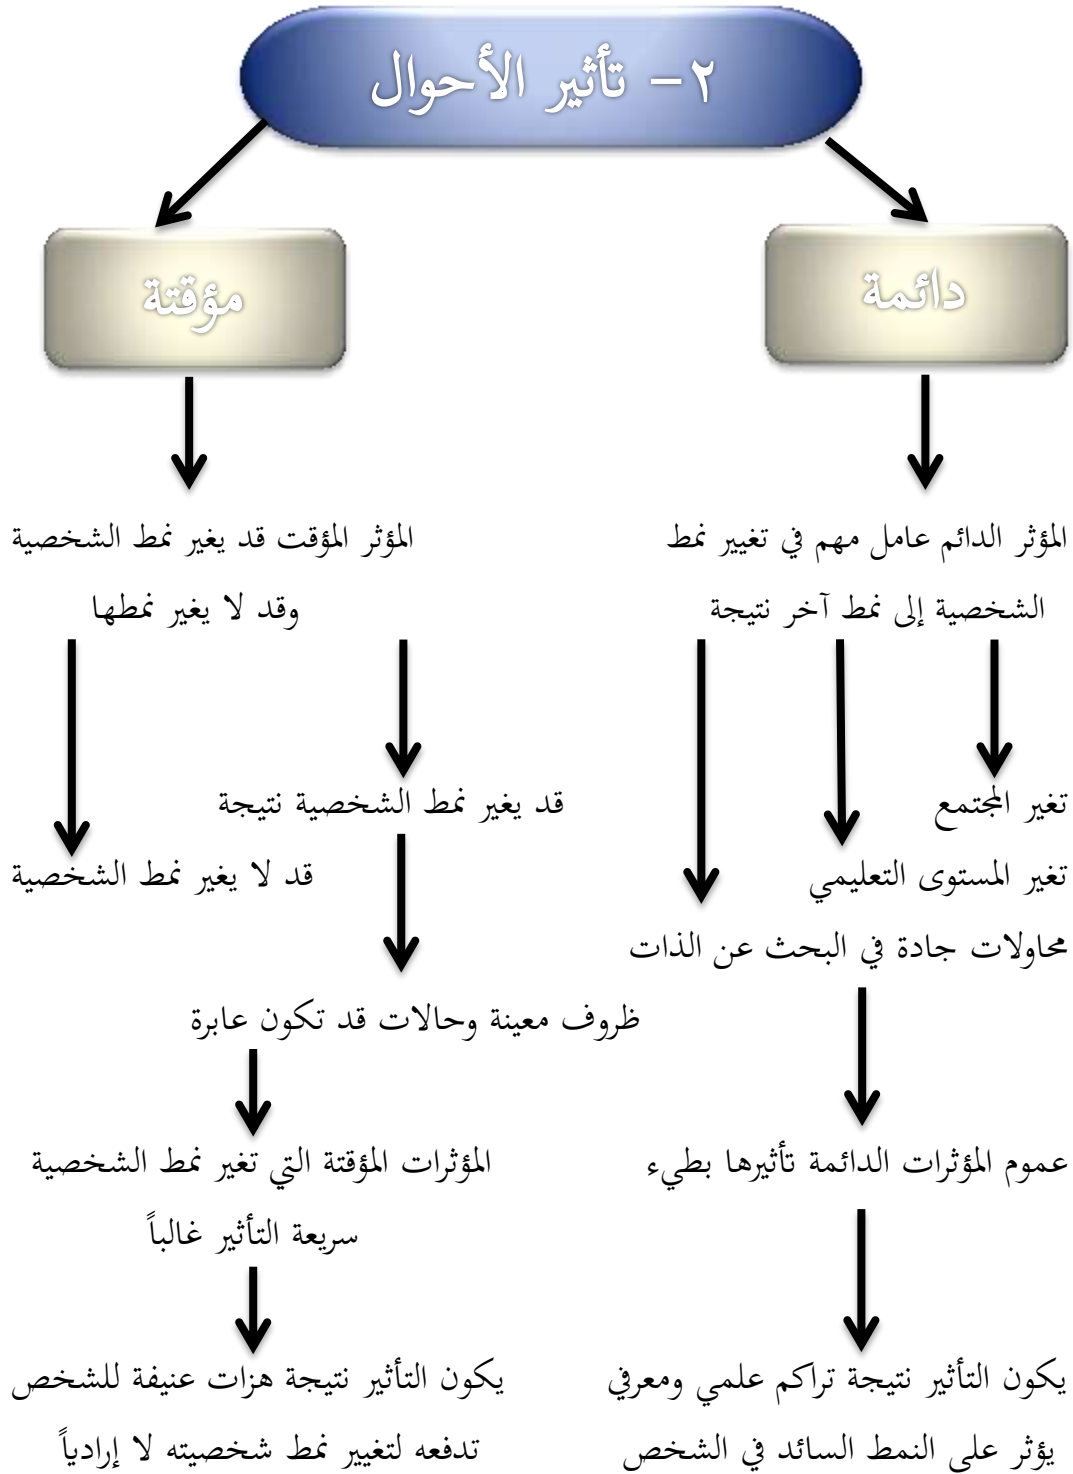 ٢- تأثير الأحوال
دائمة
مؤقتة
المؤثر الدائم عامل مهم في تغيير نمط
الشخصية إلى نمط آخر نتيجة
المؤثر المؤقت قد يغير نمط الشخصية
وقد لا يغير نمطها
تغير المجتمع
قد يغير نمط الشخصية نتيجة
تغير المستوى التعليمي
قد لا يغير نمط الشخصية
محاولات جادة في البحث عن الذات
ظروف معينة وحالات قد تكون عابرة
عموم المؤثرات الدائمة تأثيرها بطيء
المؤثرات المؤقتة التي تغير نمط الشخصية
سريعة التأثير غالباً
يكون التأثير نتيجة تراكم علمي ومعرفي
يؤثر على النمط السائد في الشخص
يكون التأثير نتيجة هزات عنيفة للشخص
تدفعه لتغيير نمط شخصيته لا إرادياً